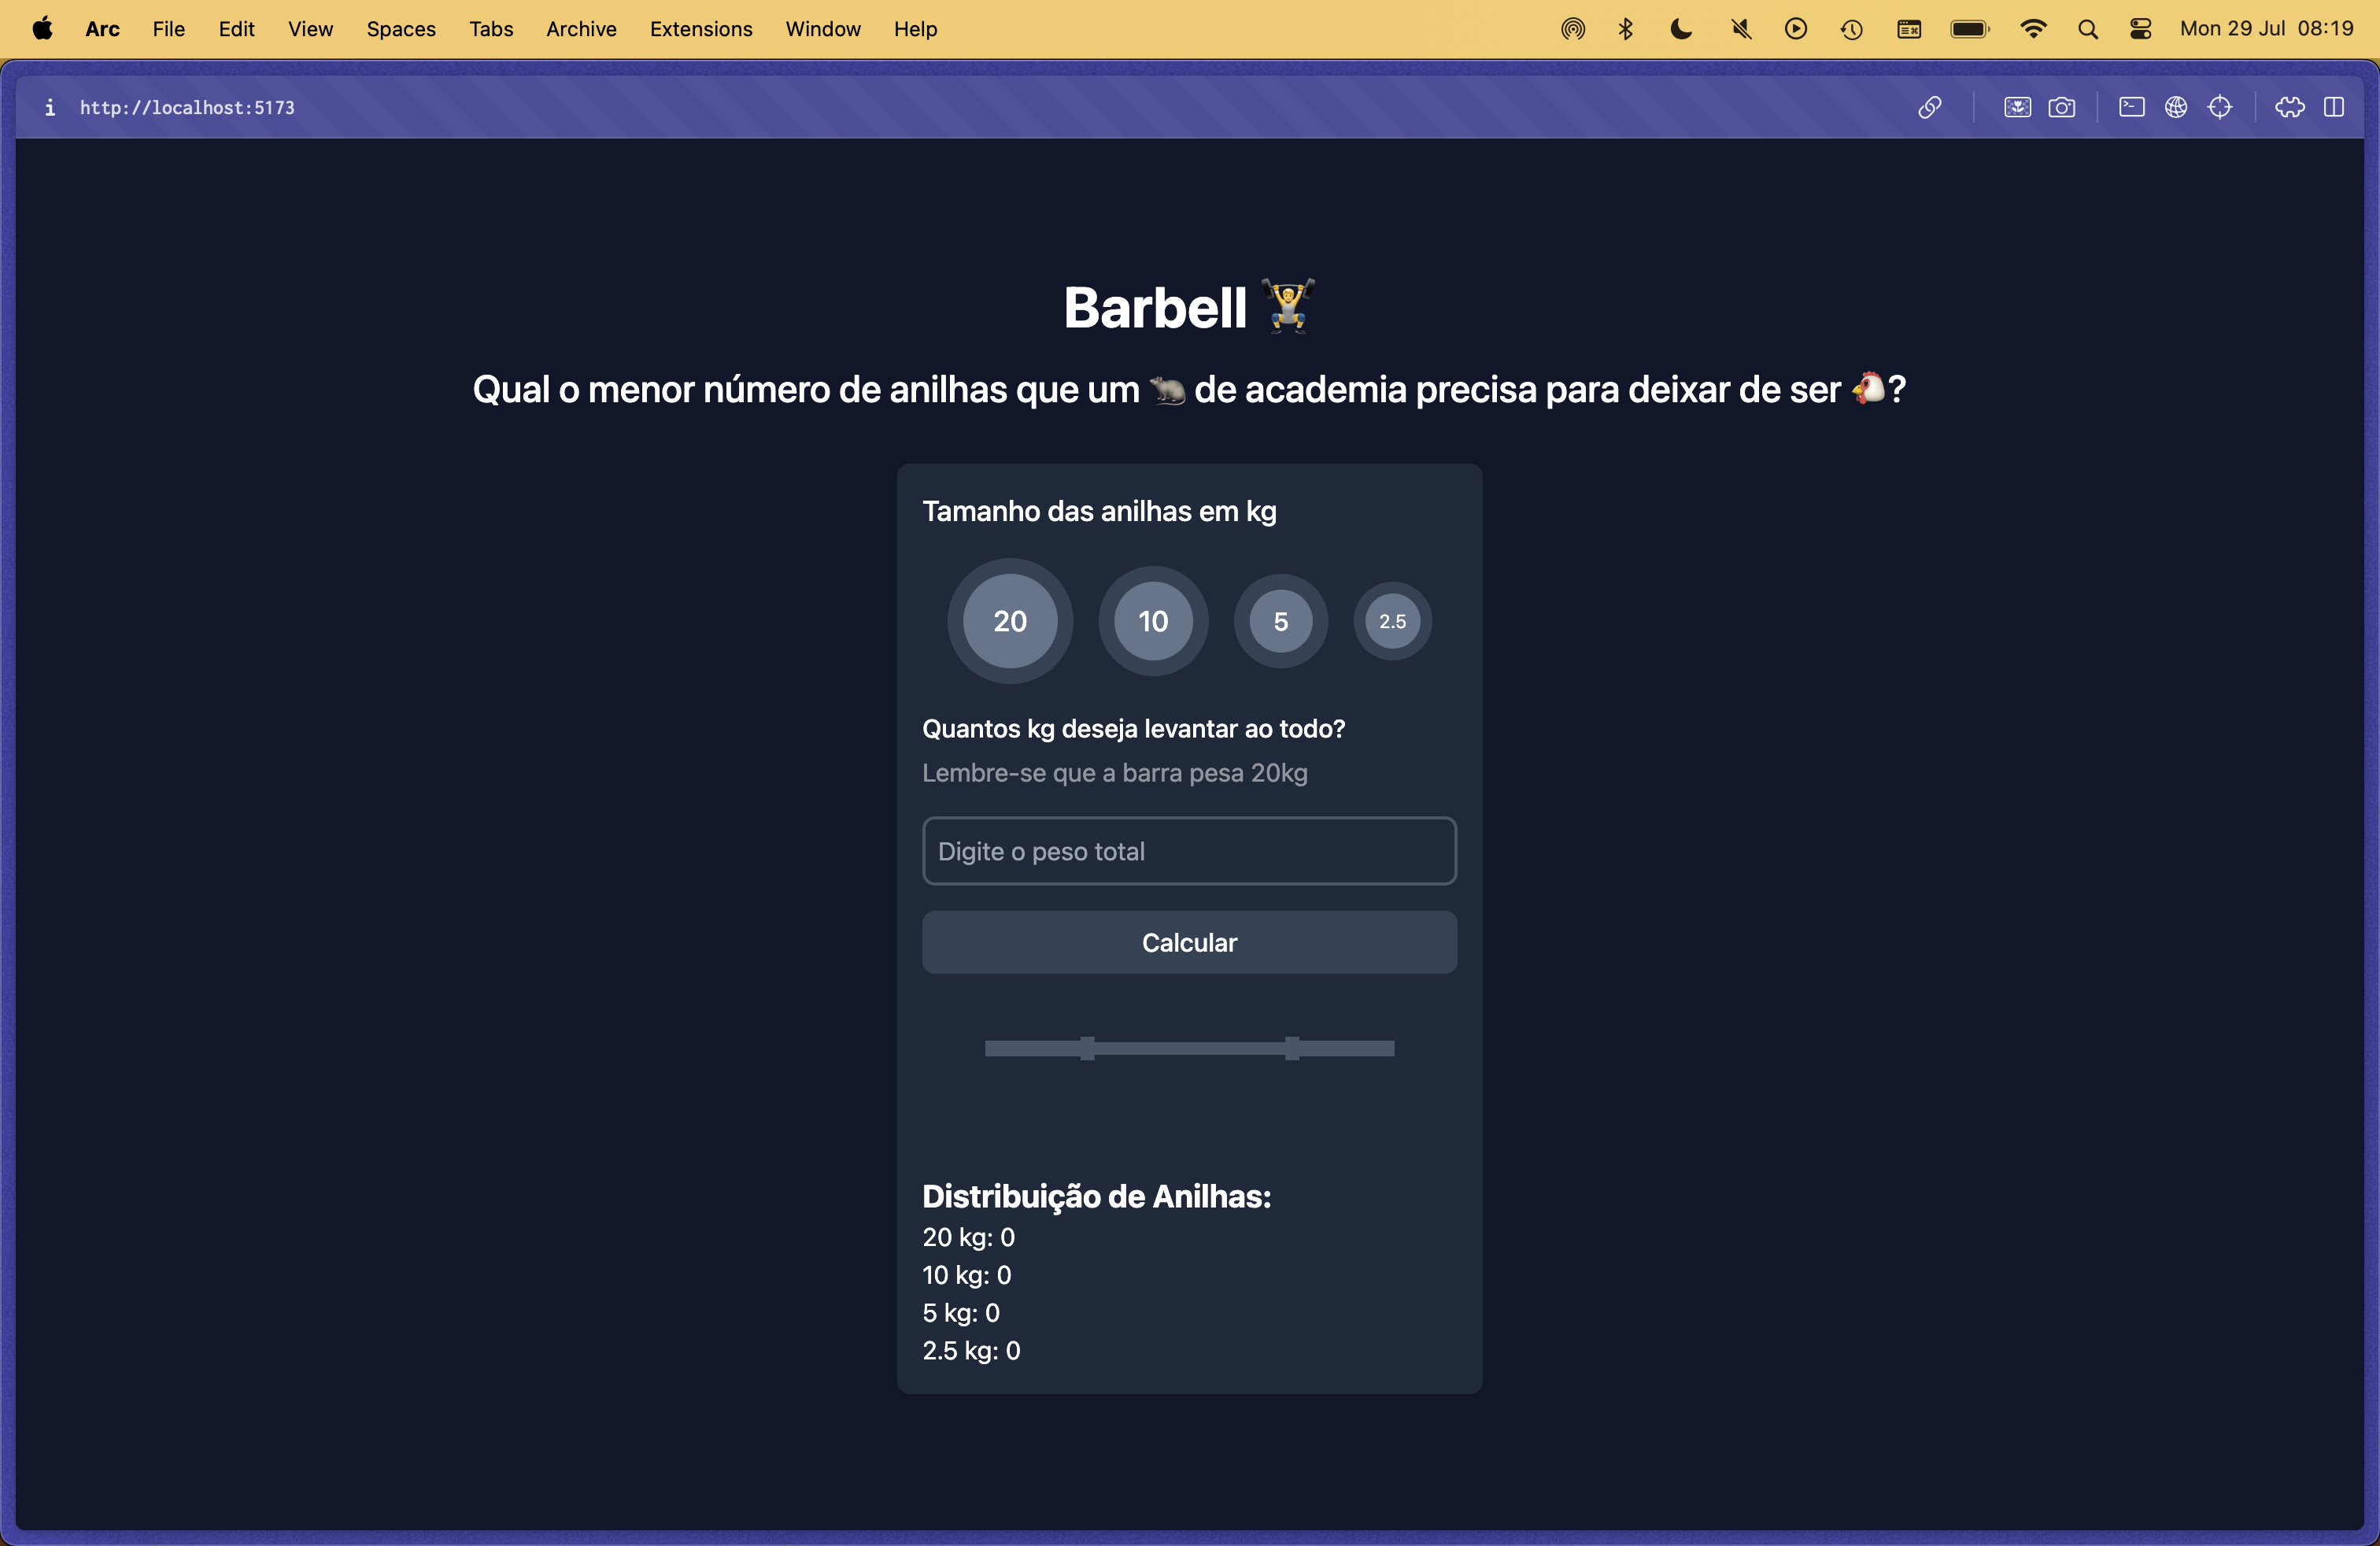 Arc File Edit View Spaces Tabs Archive Extensions Window Help Mon 29 Jul 08:19
http://localhost:5173
Barbell 🏋️
Qual o menor número de anilhas que um 🐀 de academia precisa para deixar de ser 🐔?
Tamanho das anilhas em kg
20 10 5 2.5
Quantos kg deseja levantar ao todo?
Lembre-se que a barra pesa 20kg
Digite o peso total
Calcular
Distribuição de Anilhas:
20 kg: 0
10 kg: 0
5 kg: 0
2.5 kg: 0